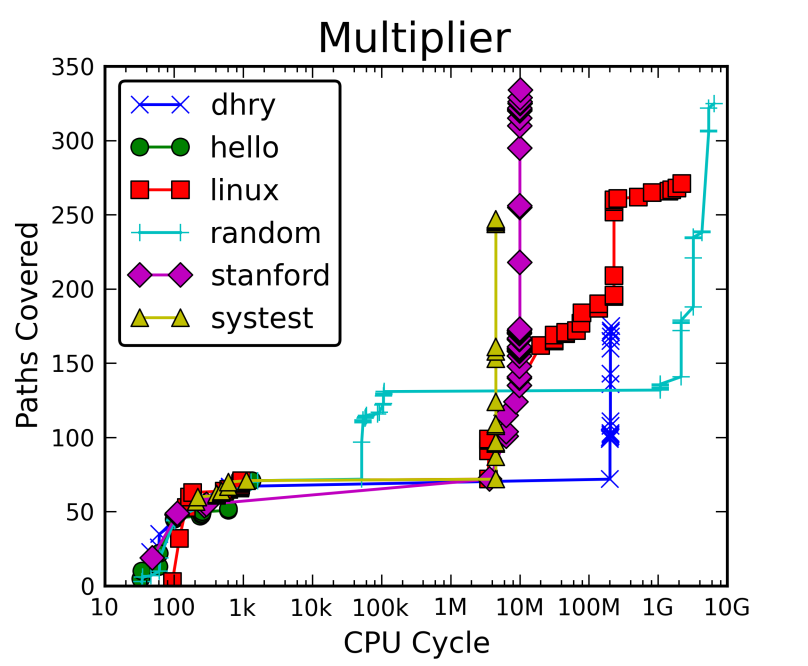 Multiplier
350
300
250
200
150
100
50
0
Paths Covered
dhry
hello
linux
random
stanford
systest
10 100 1k 10k 100k 1M 10M 100M 1G 10G
CPU Cycle